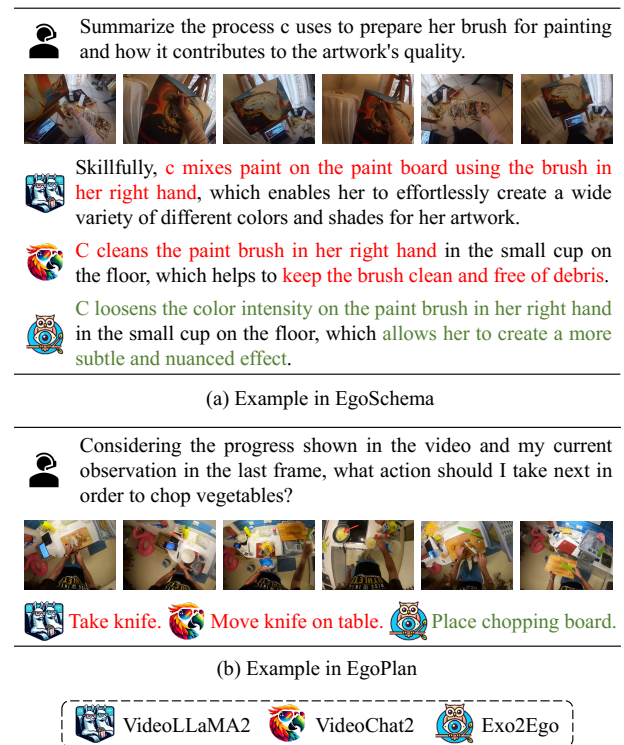 Summarize the process c uses to prepare her brush for painting
and how it contributes to the artwork's quality.
Skillfully, c mixes paint on the paint board using the brush in
her right hand, which enables her to effortlessly create a wide
variety of different colors and shades for her artwork.
C cleans the paint brush in her right hand in the small cup on
the floor, which helps to keep the brush clean and free of debris.
C loosens the color intensity on the paint brush in her right hand
in the small cup on the floor, which allows her to create a more
subtle and nuanced effect.
(a) Example in EgoSchema
Considering the progress shown in the video and my current
observation in the last frame, what action should I take next in
order to chop vegetables?
Take knife. Move knife on table. Place chopping board.
(b) Example in EgoPlan
VideoLLaMA2 VideoChat2 Exo2Ego